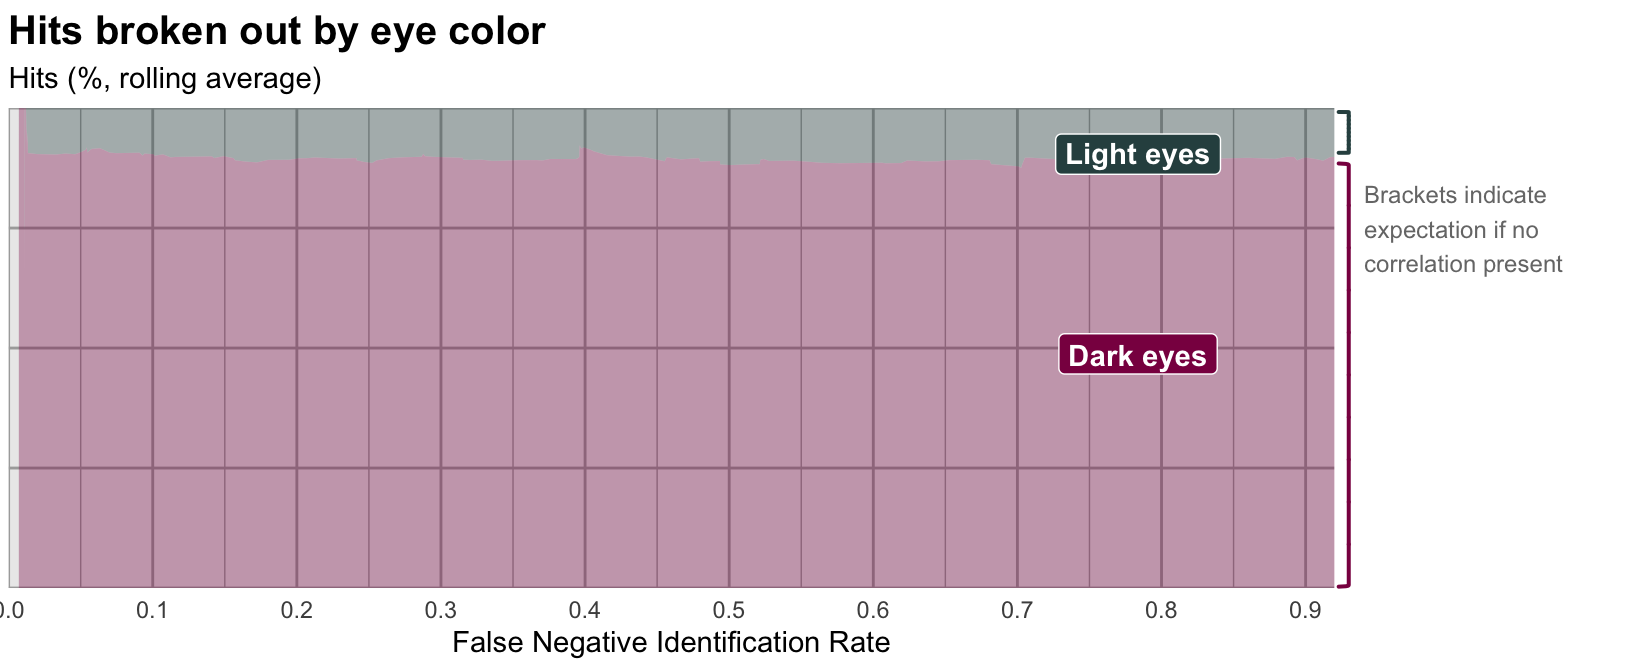 Hits broken out by eye color
Hits (%, rolling average)
Light eyes
Brackets indicate
expectation if no
correlation present
Dark eyes
0.0 0.1 0.2 0.3 0.4 0.5 0.6 0.7 0.8 0.9
False Negative Identification Rate